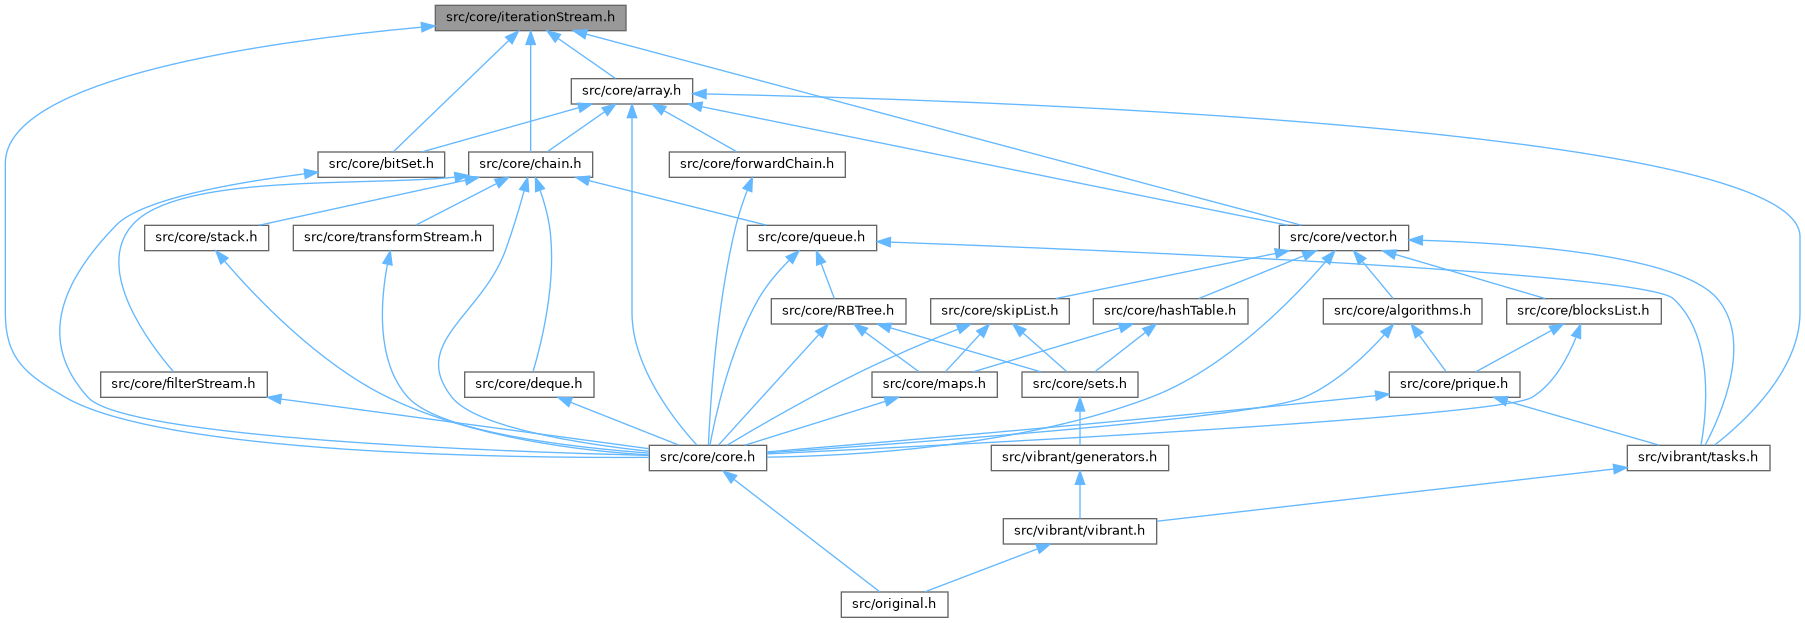 src/core/iterationStream.h
src/core/array.h
src/core/bitSet.h
src/core/chain.h
src/core/forwardChain.h
src/core/stack.h
src/core/transformStream.h
src/core/queue.h
src/core/vector.h
src/core/RBTree.h
src/core/skipList.h
src/core/hashTable.h
src/core/algorithms.h
src/core/blocksList.h
src/core/filterStream.h
src/core/deque.h
src/core/maps.h
src/core/sets.h
src/core/prique.h
src/core/core.h
src/vibrant/generators.h
src/vibrant/tasks.h
src/vibrant/vibrant.h
src/original.h